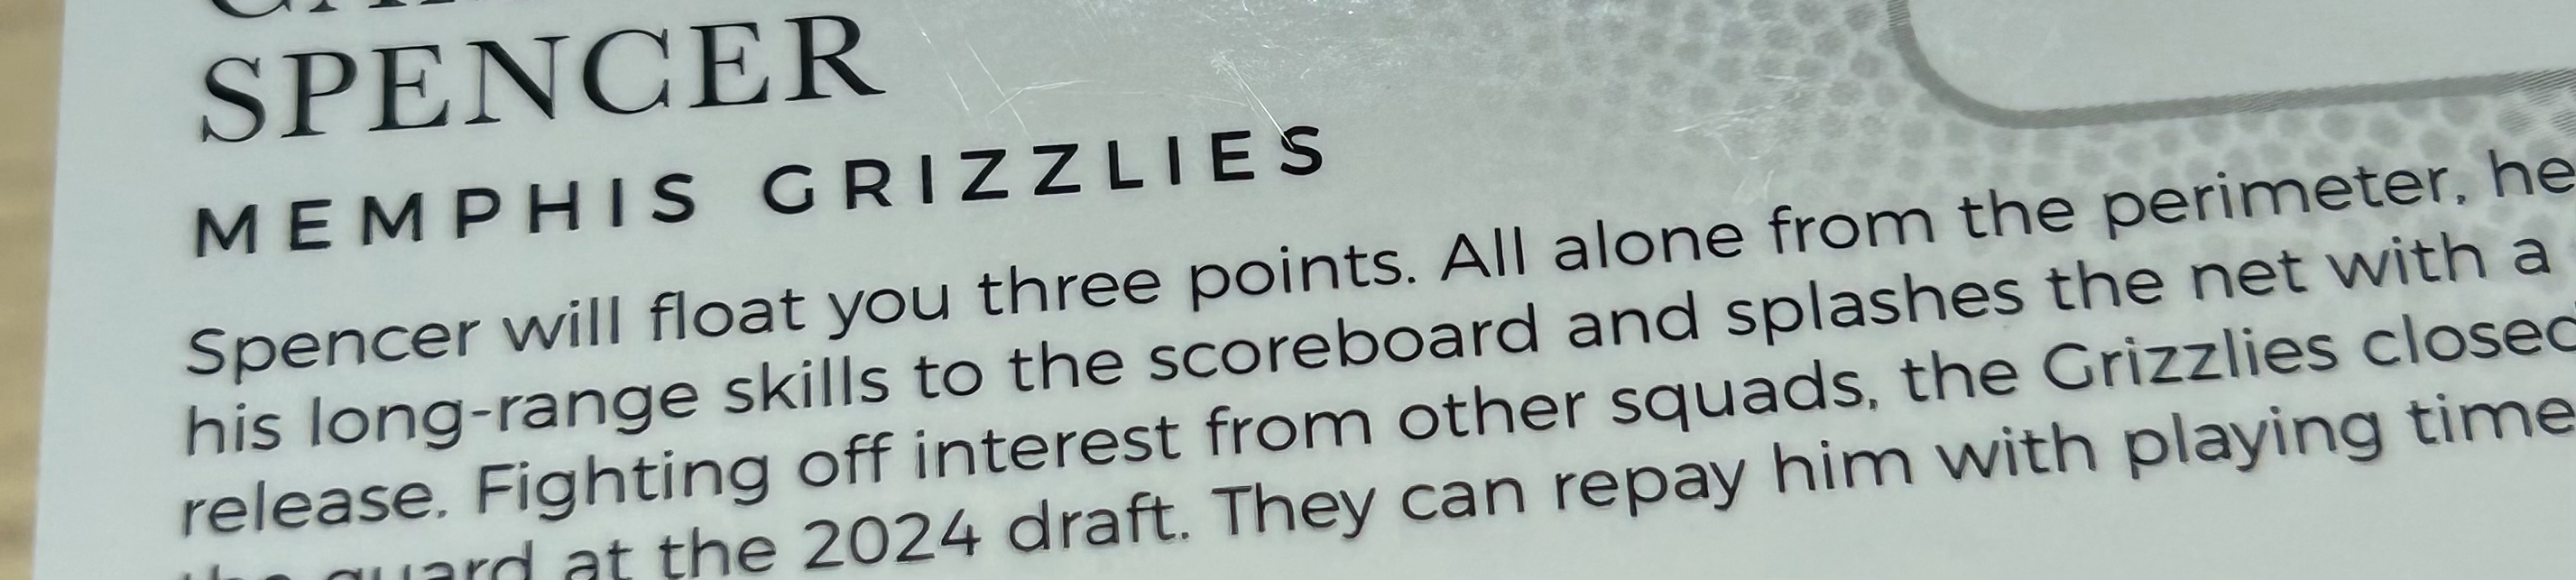 SPENCER
MEMPHIS GRIZZLIES
Spencer will float you three points. All alone from the perimeter, he
his long-range skills to the scoreboard and splashes the net with a
release. Fighting off interest from other squads, the Grizzlies closed
the guard at the 2024 draft. They can repay him with playing time